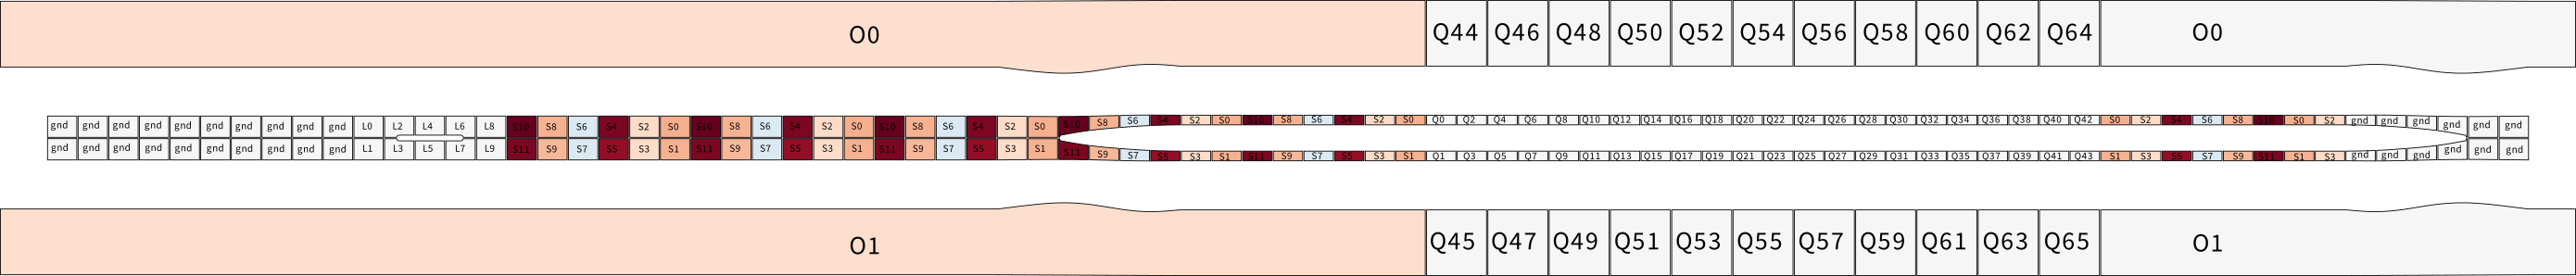 O0 Q44 Q46 Q48 Q50 Q52 Q54 Q56 Q58 Q60 Q62 Q64 O0
gnd gnd gnd gnd gnd gnd gnd gnd gnd gnd L0 L2 L4 L6 L8 S10 S8 S6 S4 S2 S0 S10 S8 S6 S4 S2 S0 S10 S8 S6 S4 S2 S0 S10 S8 S6 S4 S2 S0 S10 S8 S6 S4 S2 S0 Q0 Q2 Q4 Q6 Q8 Q10 Q12 Q14 Q16 Q18 Q20 Q22 Q24 Q26 Q28 Q30 Q32 Q34 Q36 Q38 Q40 Q42 S0 S2 S4 S6 S8 S10 S0 S2 gnd gnd gnd gnd gnd gnd
gnd gnd gnd gnd gnd gnd gnd gnd gnd gnd L1 L3 L5 L7 L9 S11 S9 S7 S5 S3 S1 S11 S9 S7 S5 S3 S1 S11 S9 S7 S5 S3 S1 S11 S9 S7 S5 S3 S1 S11 S9 S7 S5 S3 S1 Q1 Q3 Q5 Q7 Q9 Q11 Q13 Q15 Q17 Q19 Q21 Q23 Q25 Q27 Q29 Q31 Q33 Q35 Q37 Q39 Q41 Q43 S1 S3 S5 S7 S9 S11 S1 S3 gnd gnd gnd gnd gnd gnd
O1 Q45 Q47 Q49 Q51 Q53 Q55 Q57 Q59 Q61 Q63 Q65 O1